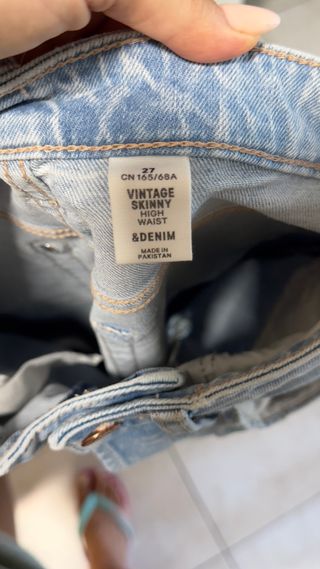 27
CN 165/68A
VINTAGE
SKINNY
HIGH
WAIST
&DENIM
MADE IN
PAKISTAN